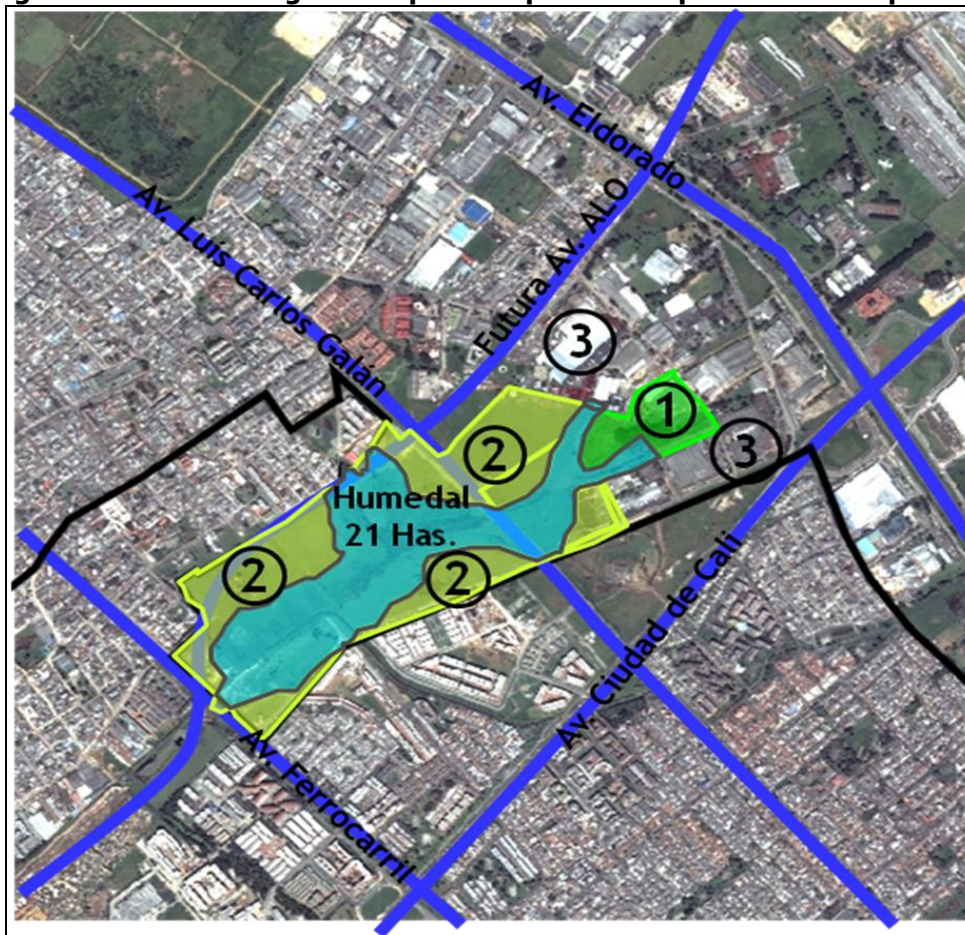 Av. Eldorado
Av. Luís Carlos Galán
Futura Av. ALO
3
1
3
2
Humedal
21 Has.
2
2
Av. Ciudad de Cali
Av. Ferrocarril